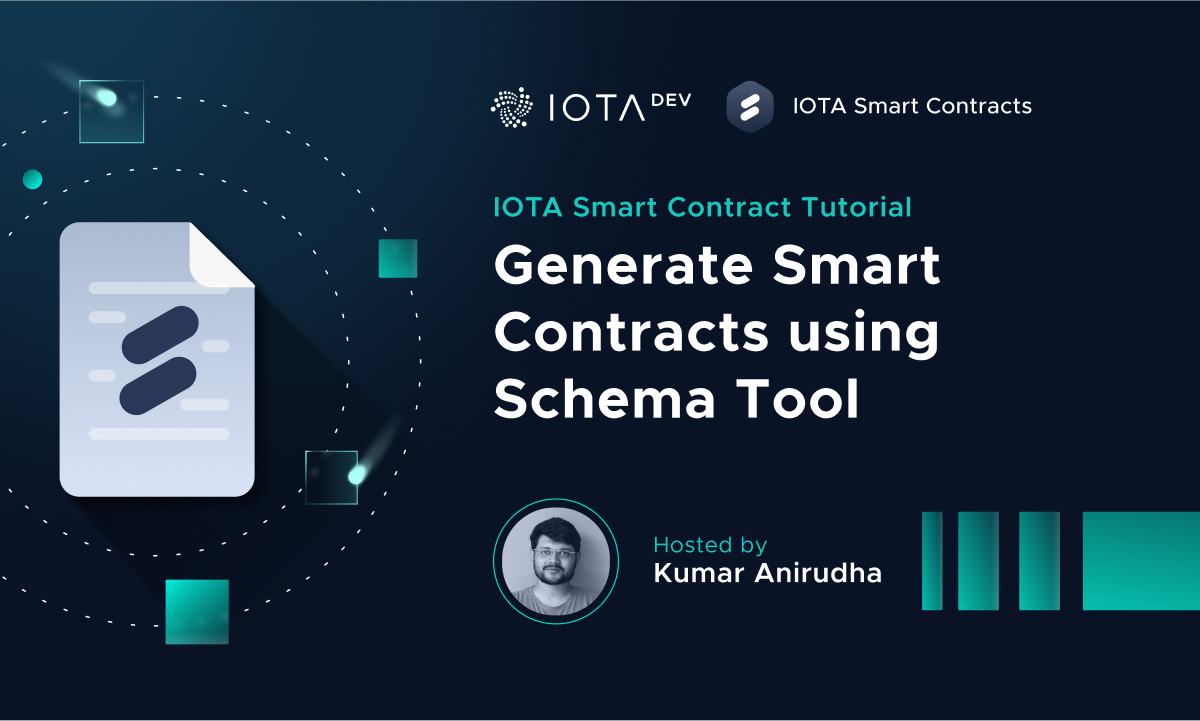 IOTA DEV
IOTA Smart Contracts
IOTA Smart Contract Tutorial
Generate Smart
Contracts using
Schema Tool
Hosted by
Kumar Anirudha